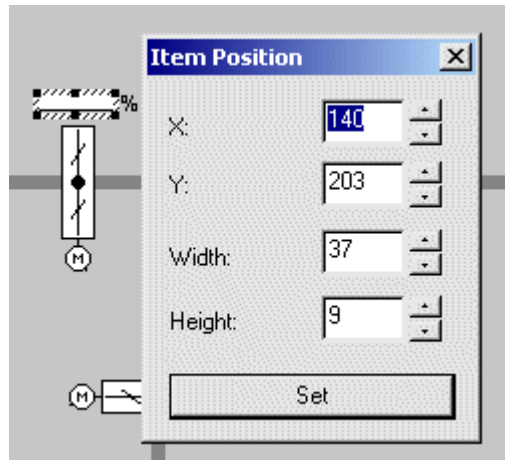 Item Position
%
X: 140
Y: 203
M
Width: 37
Height: 9
M
Set